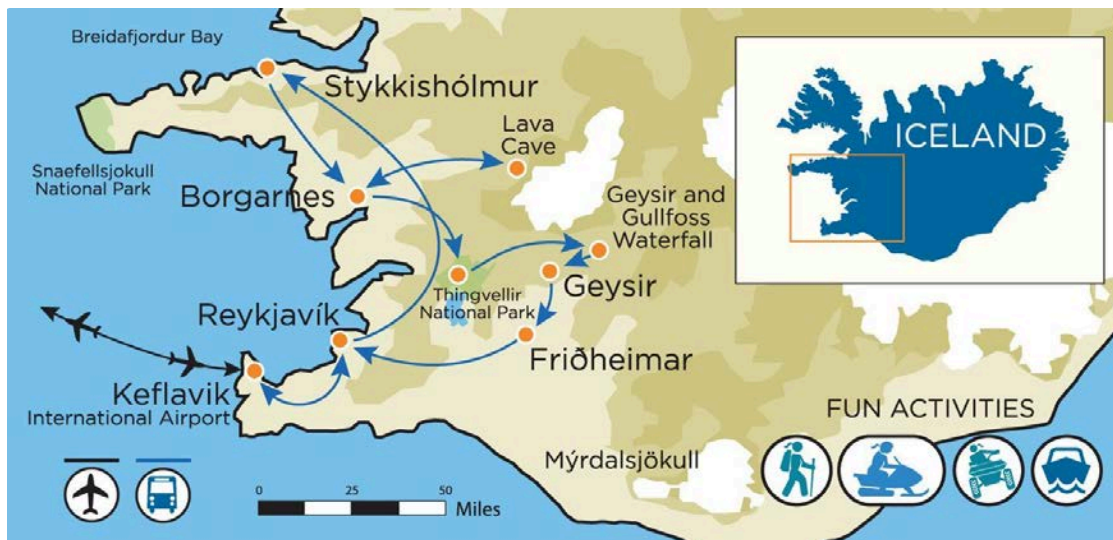 Breidafjordur Bay
Stykkishólmur
Snaefellsjokull
National Park
Borgarnes
Lava
Cave
Geysir and
Gullfoss
Waterfall
ICELAND
Thingvellir
National Park
Geysir
Reykjavík
Friðheimar
Keflavik
International Airport
FUN ACTIVITIES
Mýrdalsjökull
0 25 50
Miles